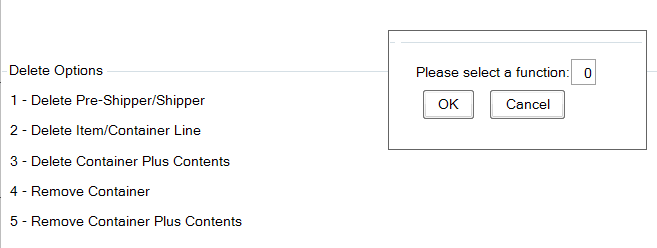 Delete Options
1 - Delete Pre-Shipper/Shipper
2 - Delete Item/Container Line
3 - Delete Container Plus Contents
4 - Remove Container
5 - Remove Container Plus Contents
Please select a function: 0
OK Cancel